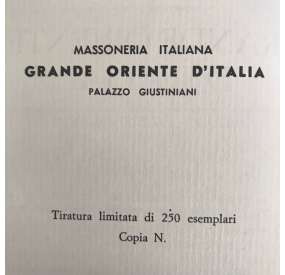 MASSONERIA ITALIANA
GRANDE ORIENTE D'ITALIA
PALAZZO GIUSTINIANI
Tiratura limitata di 250 esemplari
Copia N.